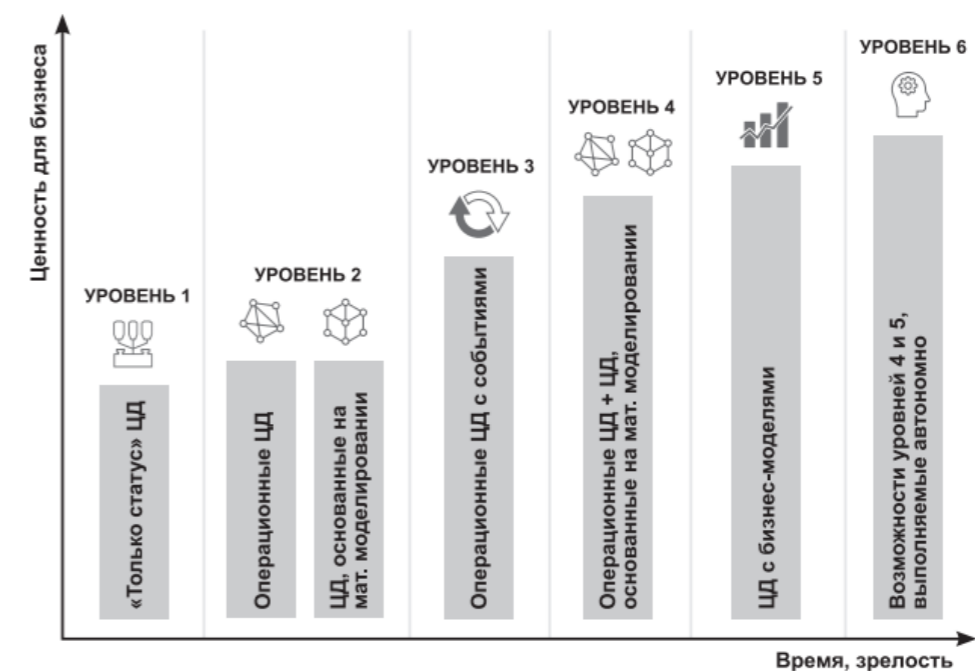 Ценность для бизнеса
УРОВЕНЬ 1
«Только статус» ЦД
УРОВЕНЬ 2
Операционные ЦД
ЦД, основанные на
мат. моделировании
УРОВЕНЬ 3
Операционные ЦД с событиями
УРОВЕНЬ 4
Операционные ЦД + ЦД,
основанные на мат. моделировании
УРОВЕНЬ 5
ЦД с бизнес-моделями
УРОВЕНЬ 6
Возможности уровней 4 и 5,
выполняемые автономно
Время, зрелость